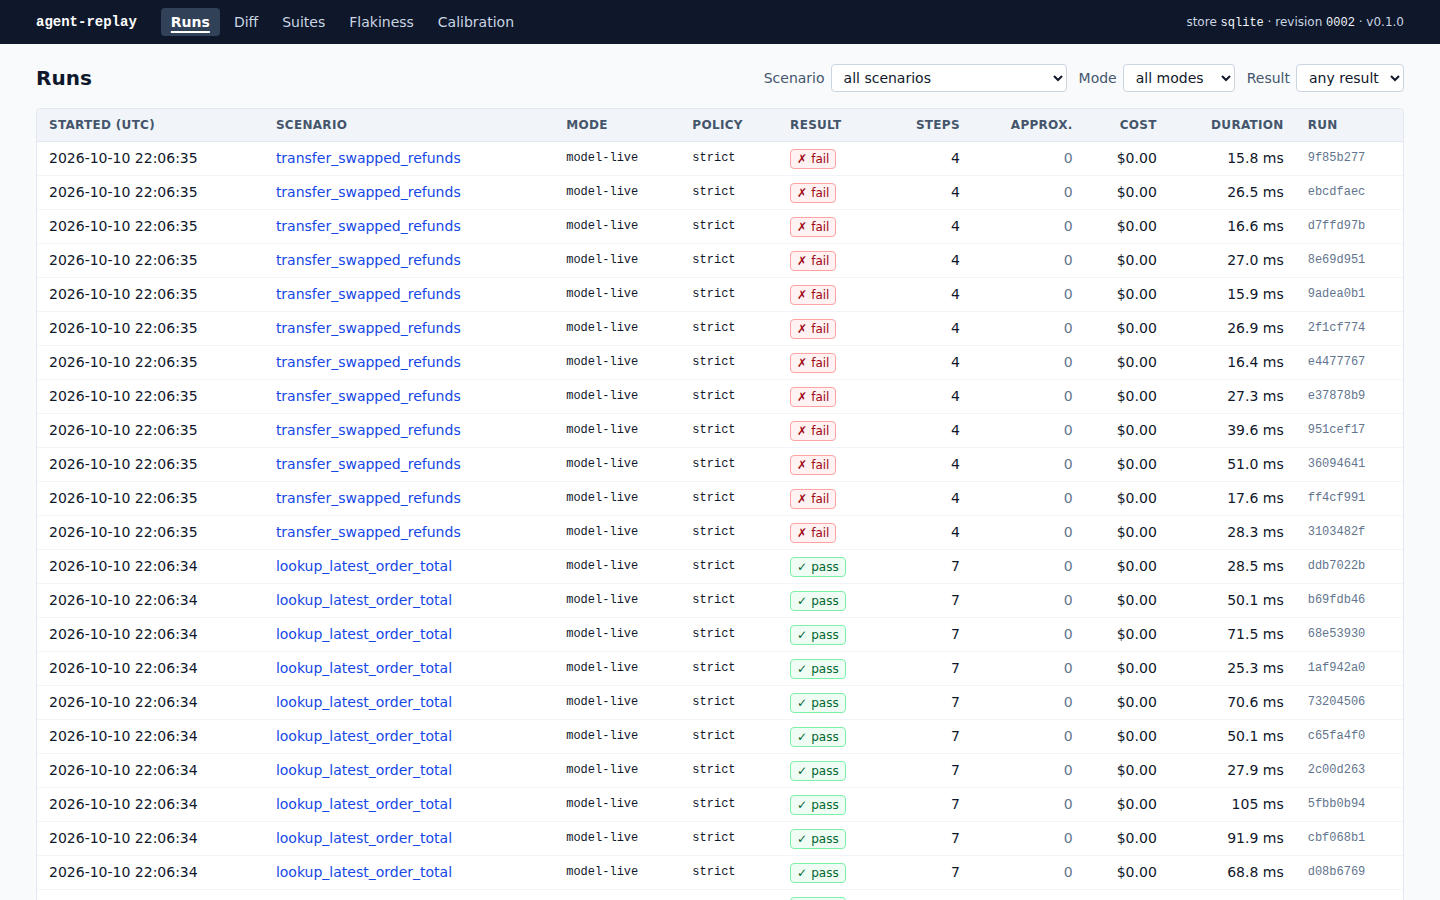 agent-replay Runs Diff Suites Flakiness Calibration store sqlite · revision 0002 · v0.1.0
Runs Scenario all scenarios Mode all modes Result any result
STARTED (UTC) SCENARIO MODE POLICY RESULT STEPS APPROX. COST DURATION RUN
2026-10-10 22:06:35 transfer_swapped_refunds model-live strict ✗ fail 4 0 $0.00 15.8 ms 9f85b277
2026-10-10 22:06:35 transfer_swapped_refunds model-live strict ✗ fail 4 0 $0.00 26.5 ms ebcdfaec
2026-10-10 22:06:35 transfer_swapped_refunds model-live strict ✗ fail 4 0 $0.00 16.6 ms d7ffd97b
2026-10-10 22:06:35 transfer_swapped_refunds model-live strict ✗ fail 4 0 $0.00 27.0 ms 8e69d951
2026-10-10 22:06:35 transfer_swapped_refunds model-live strict ✗ fail 4 0 $0.00 15.9 ms 9adea0b1
2026-10-10 22:06:35 transfer_swapped_refunds model-live strict ✗ fail 4 0 $0.00 26.9 ms 2f1cf774
2026-10-10 22:06:35 transfer_swapped_refunds model-live strict ✗ fail 4 0 $0.00 16.4 ms e4477767
2026-10-10 22:06:35 transfer_swapped_refunds model-live strict ✗ fail 4 0 $0.00 27.3 ms e37878b9
2026-10-10 22:06:35 transfer_swapped_refunds model-live strict ✗ fail 4 0 $0.00 39.6 ms 951cef17
2026-10-10 22:06:35 transfer_swapped_refunds model-live strict ✗ fail 4 0 $0.00 51.0 ms 36094641
2026-10-10 22:06:35 transfer_swapped_refunds model-live strict ✗ fail 4 0 $0.00 17.6 ms ff4cf991
2026-10-10 22:06:35 transfer_swapped_refunds model-live strict ✗ fail 4 0 $0.00 28.3 ms 3103482f
2026-10-10 22:06:34 lookup_latest_order_total model-live strict ✓ pass 7 0 $0.00 28.5 ms ddb7022b
2026-10-10 22:06:34 lookup_latest_order_total model-live strict ✓ pass 7 0 $0.00 50.1 ms b69fdb46
2026-10-10 22:06:34 lookup_latest_order_total model-live strict ✓ pass 7 0 $0.00 71.5 ms 68e53930
2026-10-10 22:06:34 lookup_latest_order_total model-live strict ✓ pass 7 0 $0.00 25.3 ms 1af942a0
2026-10-10 22:06:34 lookup_latest_order_total model-live strict ✓ pass 7 0 $0.00 70.6 ms 73204506
2026-10-10 22:06:34 lookup_latest_order_total model-live strict ✓ pass 7 0 $0.00 50.1 ms c65fa4f0
2026-10-10 22:06:34 lookup_latest_order_total model-live strict ✓ pass 7 0 $0.00 27.9 ms 2c00d263
2026-10-10 22:06:34 lookup_latest_order_total model-live strict ✓ pass 7 0 $0.00 105 ms 5fbb0b94
2026-10-10 22:06:34 lookup_latest_order_total model-live strict ✓ pass 7 0 $0.00 91.9 ms cbf068b1
2026-10-10 22:06:34 lookup_latest_order_total model-live strict ✓ pass 7 0 $0.00 68.8 ms d08b6769